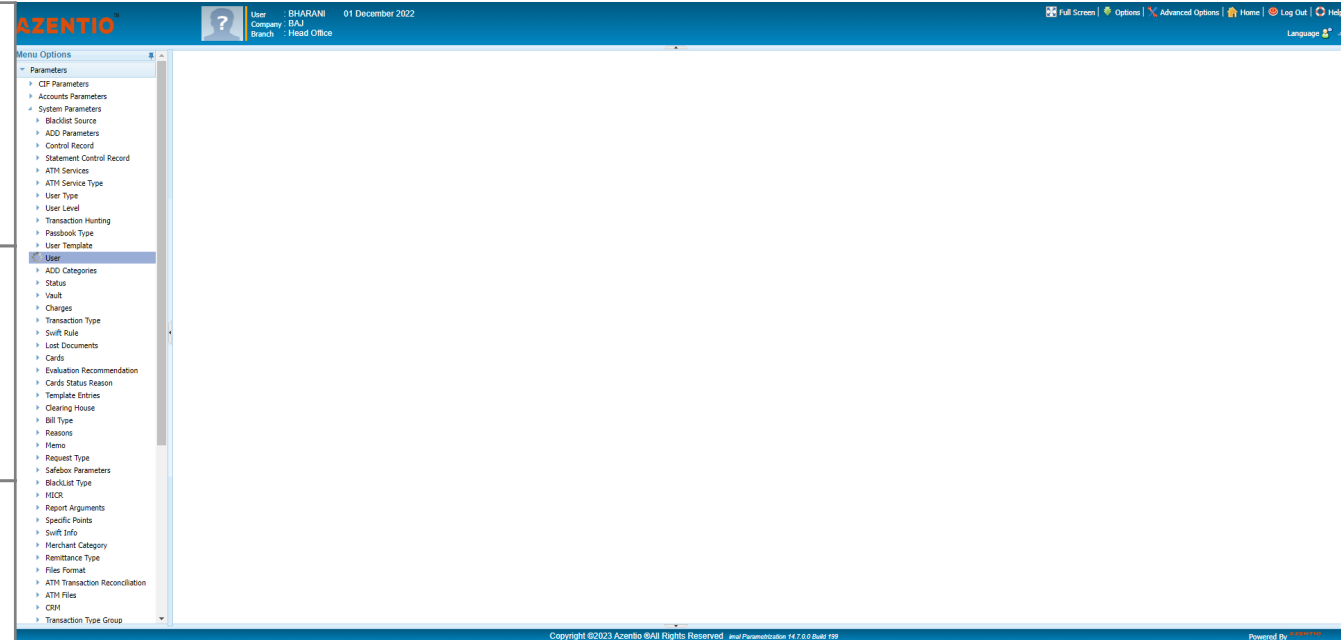 AZENTIO
User : BHARANI 01 December 2022
Company : BAJ
Branch : Head Office
Full Screen | Options | Advanced Options | Home | Log Out | Help
Language
Menu Options
Parameters
CIF Parameters
Accounts Parameters
System Parameters
Blacklist Source
ADD Parameters
Control Record
Statement Control Record
ATM Services
ATM Service Type
User Type
User Level
Transaction Hunting
Passbook Type
User Template
User
ADD Categories
Status
Vault
Charges
Transaction Type
Swift Rule
Lost Documents
Cards
Evaluation Recommendation
Cards Status Reason
Template Entries
Clearing House
Bill Type
Reasons
Memo
Request Type
Safebox Parameters
BlackList Type
MICR
Report Arguments
Specific Points
Swift Info
Merchant Category
Remittance Type
Files Format
ATM Transaction Reconciliation
ATM Files
CRM
Transaction Type Group
Copyright ©2023 Azentio ®All Rights Reserved imal Parametrization 14.7.0.0 Build 199
Powered By AZENTIO